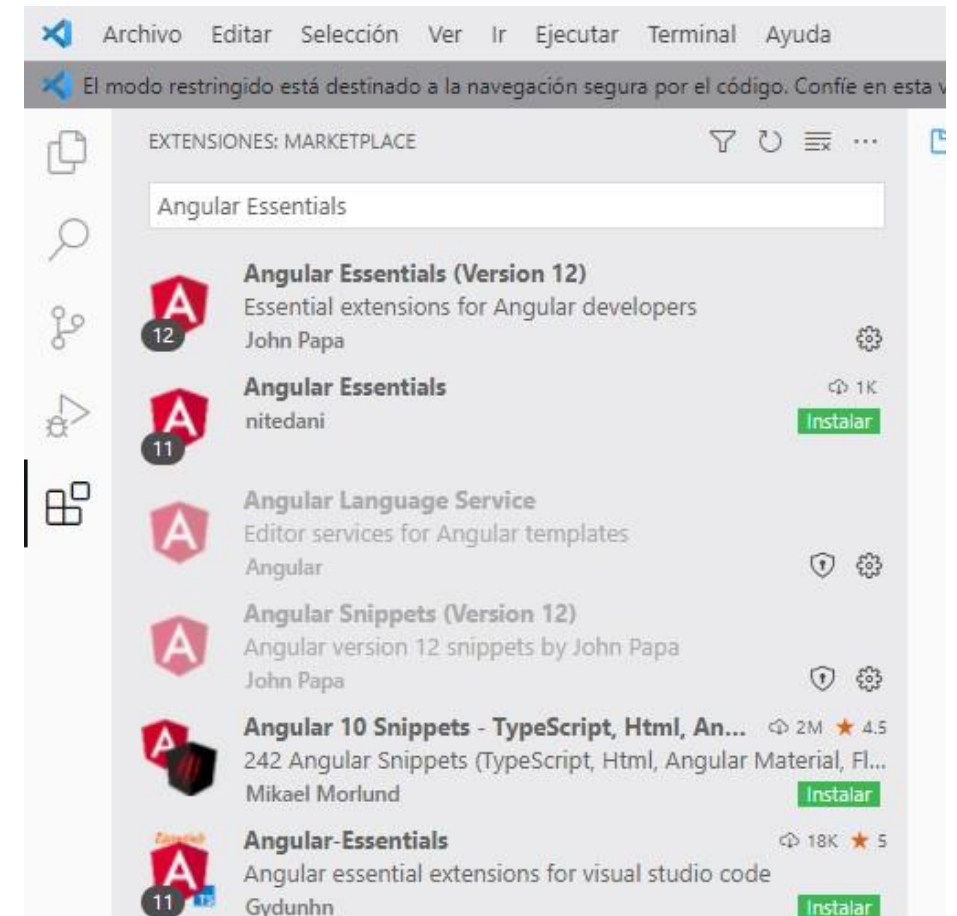 Archivo Editar Selección Ver Ir Ejecutar Terminal Ayuda
El modo restringido está destinado a la navegación segura por el código. Confíe en esta v
EXTENSIONES: MARKETPLACE
Angular Essentials
Angular Essentials (Version 12)
Essential extensions for Angular developers
12
John Papa
Angular Essentials 1K
nitedani Instalar
11
Angular Language Service
Editor services for Angular templates
Angular
Angular Snippets (Version 12)
Angular version 12 snippets by John Papa
John Papa
Angular 10 Snippets - TypeScript, Html, An... 2M ★ 4.5
242 Angular Snippets (TypeScript, Html, Angular Material, Fl...
Mikael Morlund Instalar
Angular-Essentials 18K ★ 5
Angular essential extensions for visual studio code
11 TS
Gydunhn Instalar